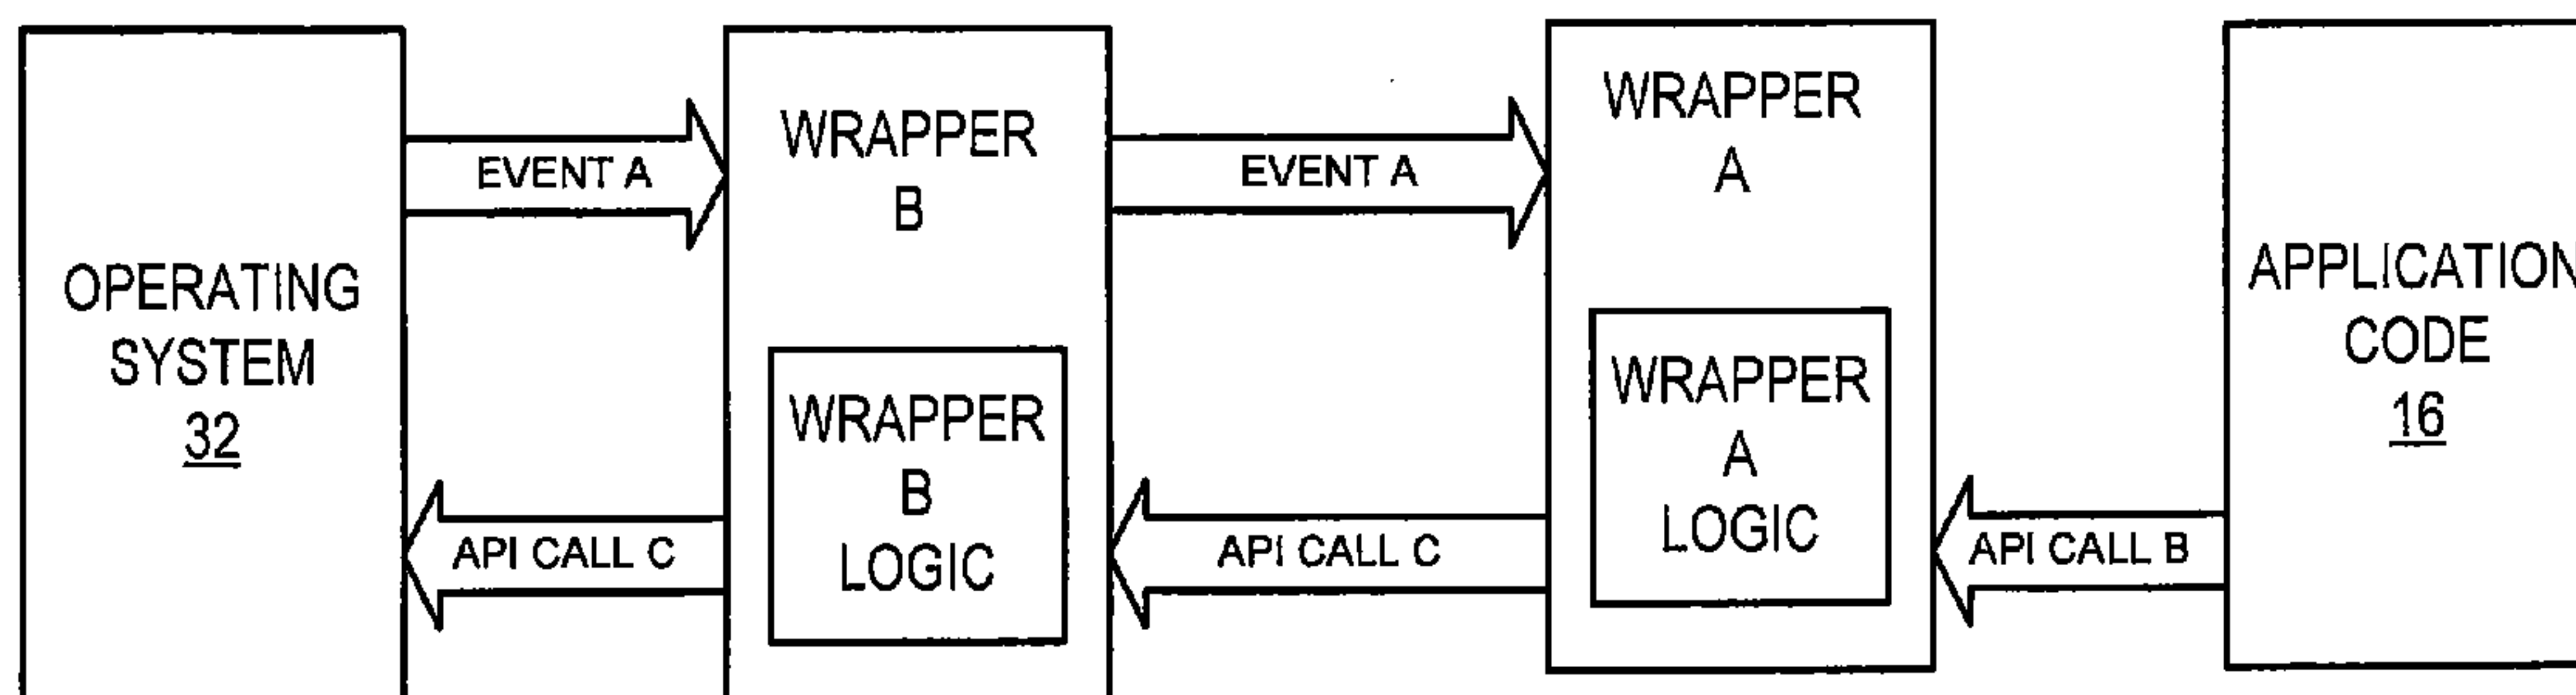 OPERATING
SYSTEM
32
EVENT A
API CALL C
WRAPPER
B
WRAPPER
B
LOGIC
EVENT A
API CALL C
WRAPPER
A
WRAPPER
A
LOGIC
API CALL B
APPLICATION
CODE
16